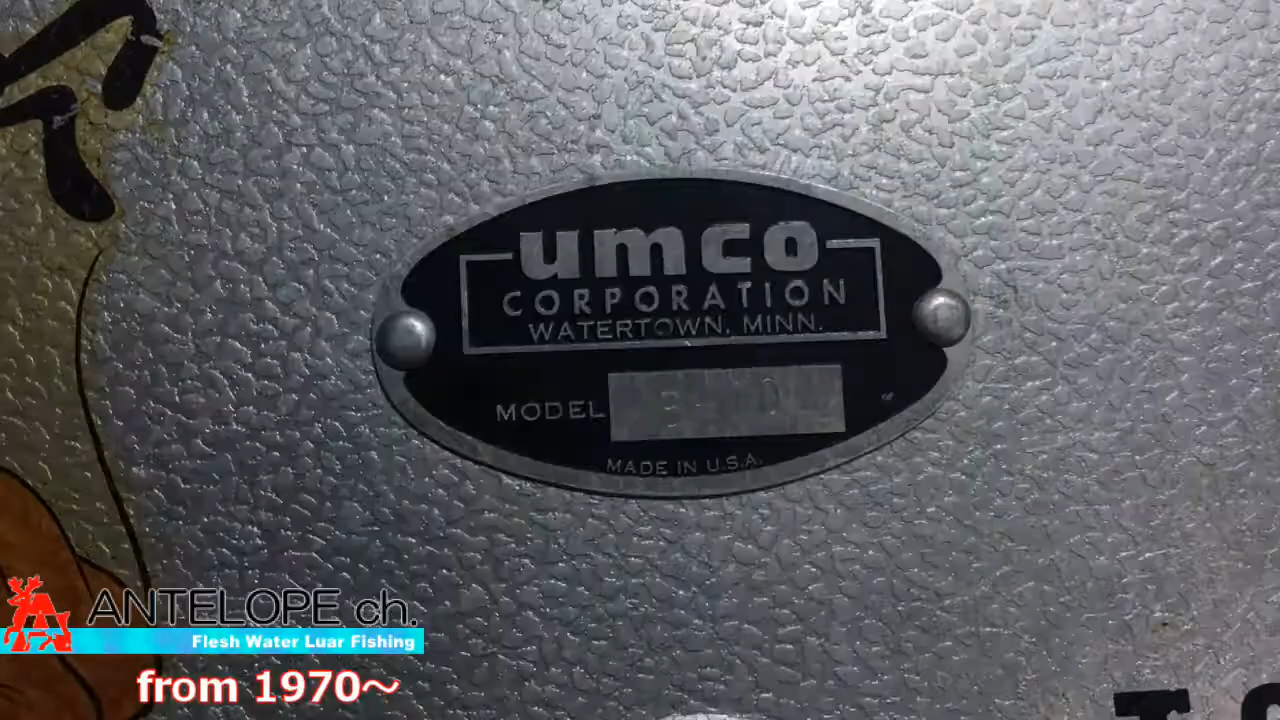 umco
CORPORATION
WATERTOWN, MINN.
MODEL
MADE IN U.S.A.
ANTELOPE ch.
Flesh Water Luar Fishing
from 1970~